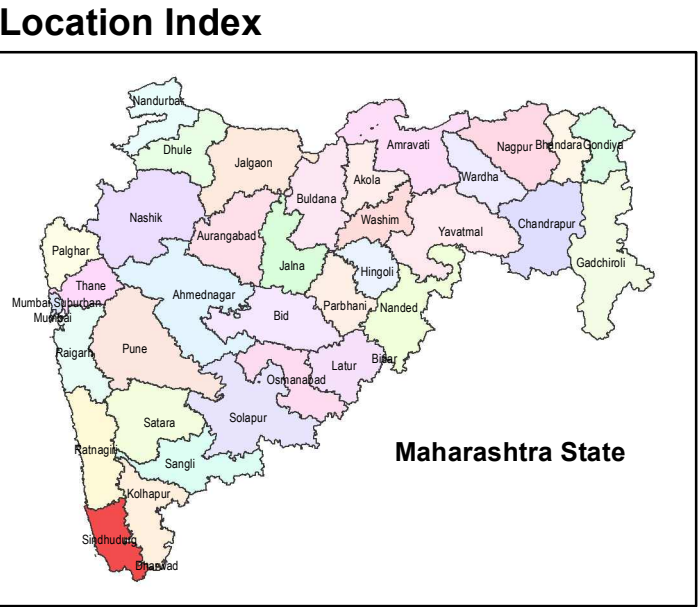 Location Index
Nandurbar
Dhule
Jalgaon
Amravati
Nagpur
Bhandara
Gondiya
Buldana
Akola
Wardha
Nashik
Washim
Chandrapur
Aurangabad
Yavatmal
Palghar
Jalna
Hingoli
Gadchiroli
Thane
Ahmednagar
Mumbai Suburban
Mumbai
Bid
Parbhani
Nanded
Raigarh
Pune
Latur
Bidar
Osmanabad
Satara
Solapur
Ratnagiri
Sangli
Maharashtra State
Kolhapur
Sindhudurg
Dharwad